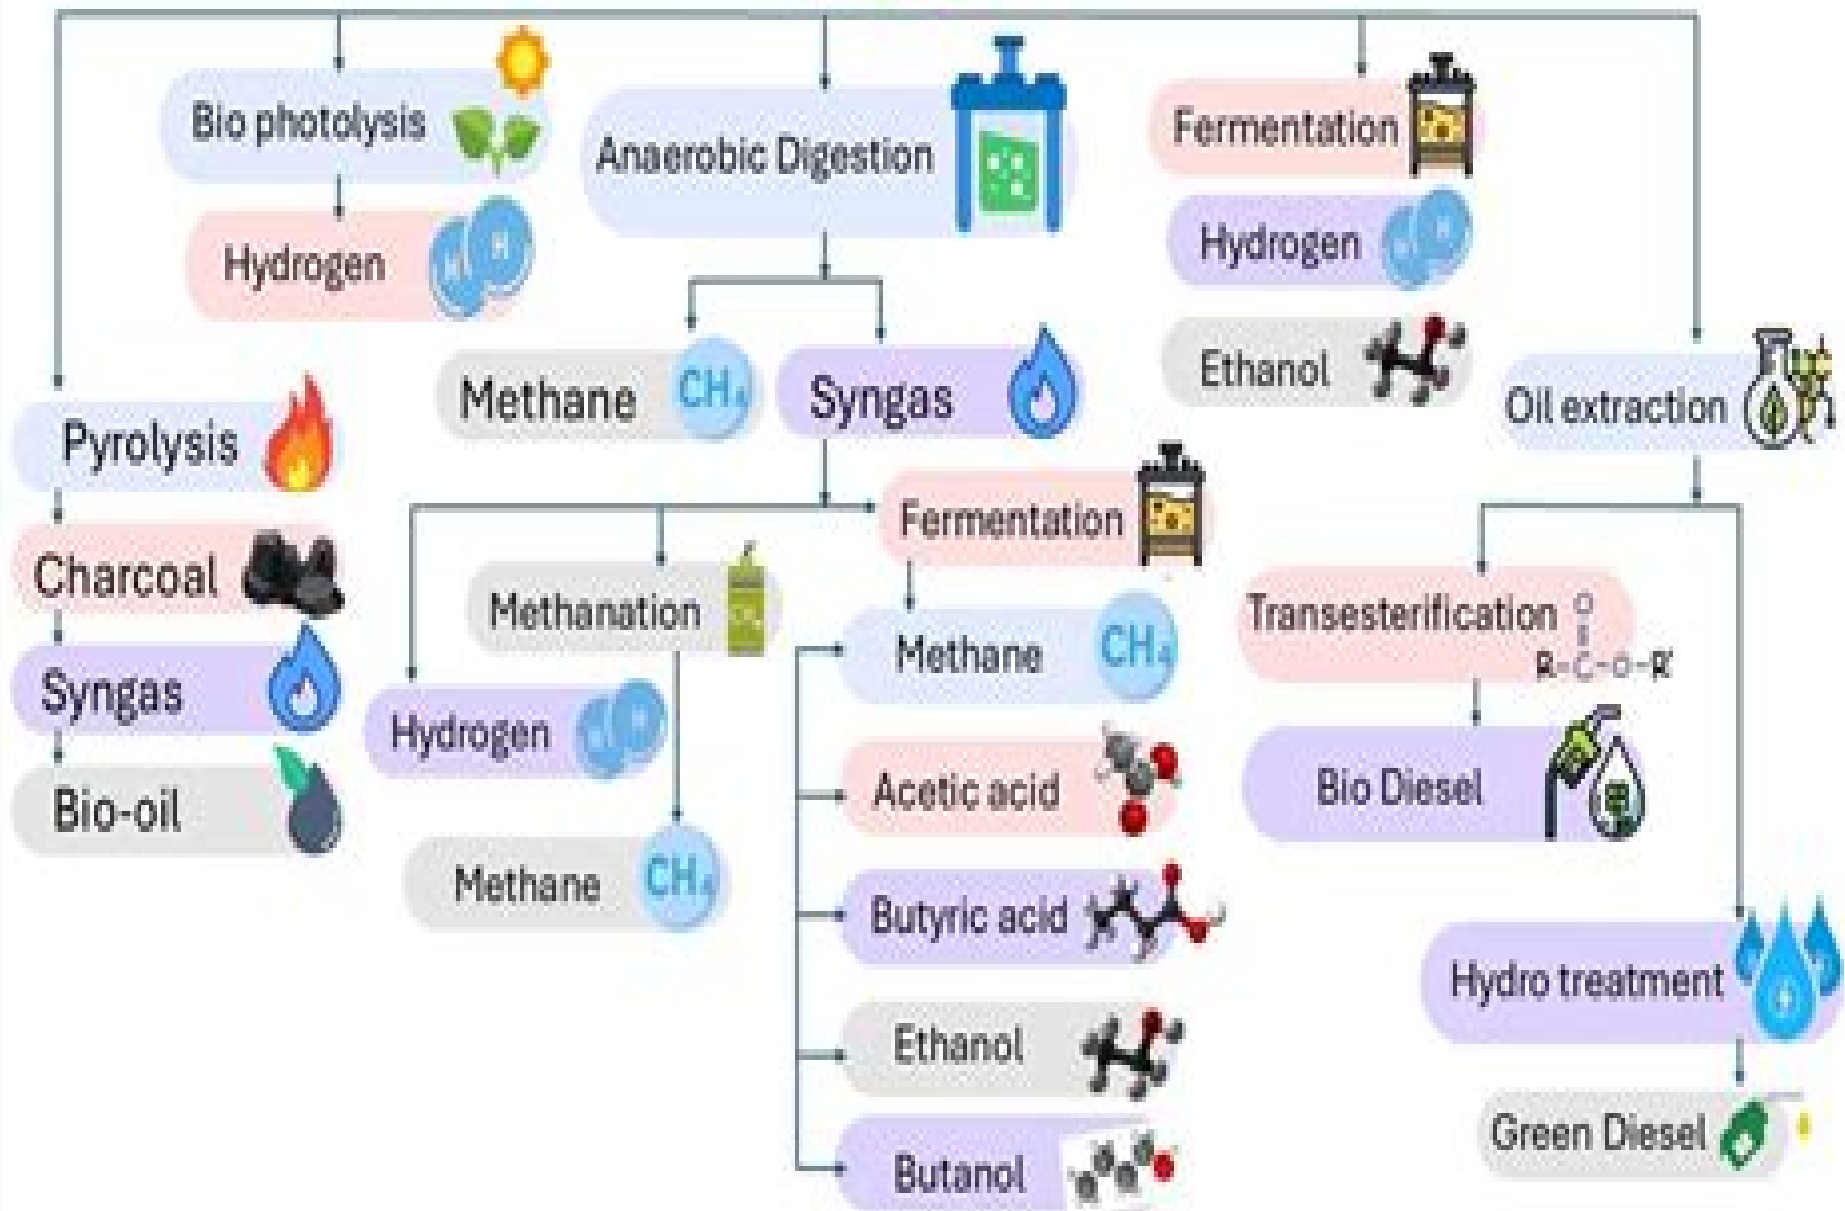 Bio photolysis
Hydrogen
H H
Anaerobic Digestion
Methane
CH4
Syngas
Fermentation
Hydrogen
H H
Ethanol
Oil extraction
Pyrolysis
Charcoal
Syngas
Bio-oil
Hydrogen
Methanation
Methane
CH4
Fermentation
Methane
CH4
Acetic acid
Butyric acid
Ethanol
Butanol
Transesterification
O
R-C-O-R'
Bio Diesel
Hydro treatment
Green Diesel